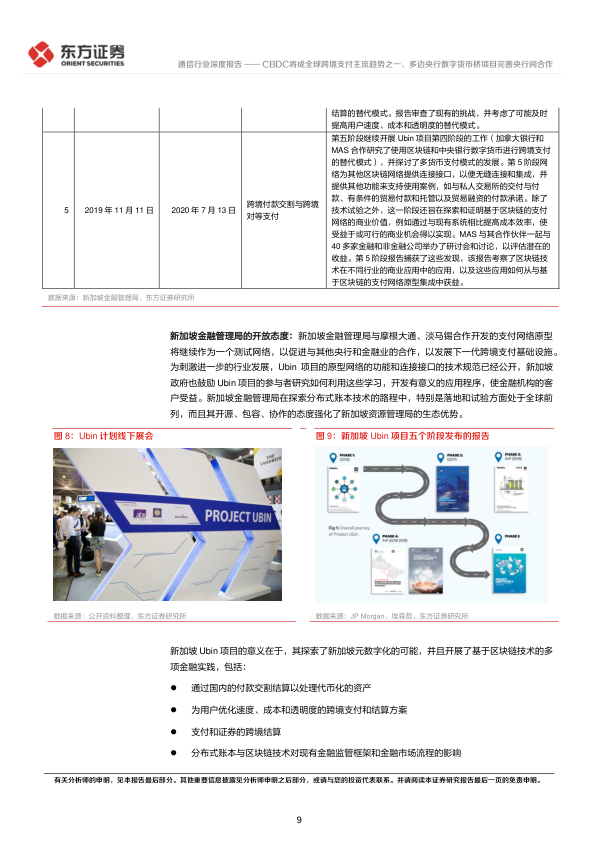 东方证券
ORIENT SECURITIES
通信行业深度报告 —— CBDC将成全球跨境支付主流趋势之一，多边央行数字货币桥项目完善央行间合作
结算的替代模式。报告审查了现有的挑战，并考虑了可能及时
提高用户速度、成本和透明度的替代模式。
5
2019 年 11 月 11 日
2020 年 7 月 13 日
跨境付款交割与跨境
对等支付
第五阶段继续开展 Ubin 项目第四阶段的工作（加拿大银行和
MAS 合作研究了使用区块链和中央银行数字货币进行跨境支付
的替代模式），并探讨了多货币支付模式的发展。第 5 阶段网
络为其他区块链网络提供连接接口，以便无缝连接和集成，并
提供其他功能来支持使用案例，如与私人交易所的交付与付
款、有条件的贸易付款和托管以及贸易融资的付款承诺。除了
技术试验之外，这一阶段还旨在探索和证明基于区块链的支付
网络的商业价值，例如通过与现有系统相比提高成本效率，使
受益于或可行的商业机会得以实现。MAS 与其合作伙伴一起与
40 多家金融和非金融公司举办了研讨会和讨论，以评估潜在的
收益。第 5 阶段报告捕获了这些发现，该报告考察了区块链技
术在不同行业的商业应用中的应用，以及这些应用如何从与基
于区块链的支付网络原型集成中获益。
数据来源：新加坡金融管理局，东方证券研究所
新加坡金融管理局的开放态度：新加坡金融管理局与摩根大通、淡马锡合作开发的支付网络原型
将继续作为一个测试网络，以促进与其他央行和金融业的合作，以发展下一代跨境支付基础设施。
为刺激进一步的行业发展，Ubin 项目的原型网络的功能和连接接口的技术规范已经公开，新加坡
政府也鼓励 Ubin 项目的参与者研究如何利用这些学习，开发有意义的应用程序，使金融机构的客
户受益。新加坡金融管理局在探索分布式账本技术的路程中，特别是落地和试验方面处于全球前
列，而且其开源、包容、协作的态度强化了新加坡资源管理局的生态优势。
图 8：Ubin 计划线下展会
图 9：新加坡 Ubin 项目五个阶段发布的报告
THE SANDBOX
PROJECT UBIN
PHASE 1:
(2016)
PHASE 2:
(2017)
PHASE 3:
DvP (2018)
Fig 1: Overall journey
of Project Ubin
PHASE 4:
PvP (2018-2019)
PHASE 5
数据来源：公开资料整理，东方证券研究所
数据来源：JP Morgan，埃森哲，东方证券研究所
新加坡 Ubin 项目的意义在于，其探索了新加坡元数字化的可能，并且开展了基于区块链技术的多
项金融实践，包括：
● 通过国内的付款交割结算以处理代币化的资产
● 为用户优化速度、成本和透明度的跨境支付和结算方案
● 支付和证券的跨境结算
● 分布式账本与区块链技术对现有金融监管框架和金融市场流程的影响
有关分析师的申明，见本报告最后部分。其他重要信息披露见分析师申明之后部分，或请与您的投资代表联系。并请阅读本证券研究报告最后一页的免责申明。
9